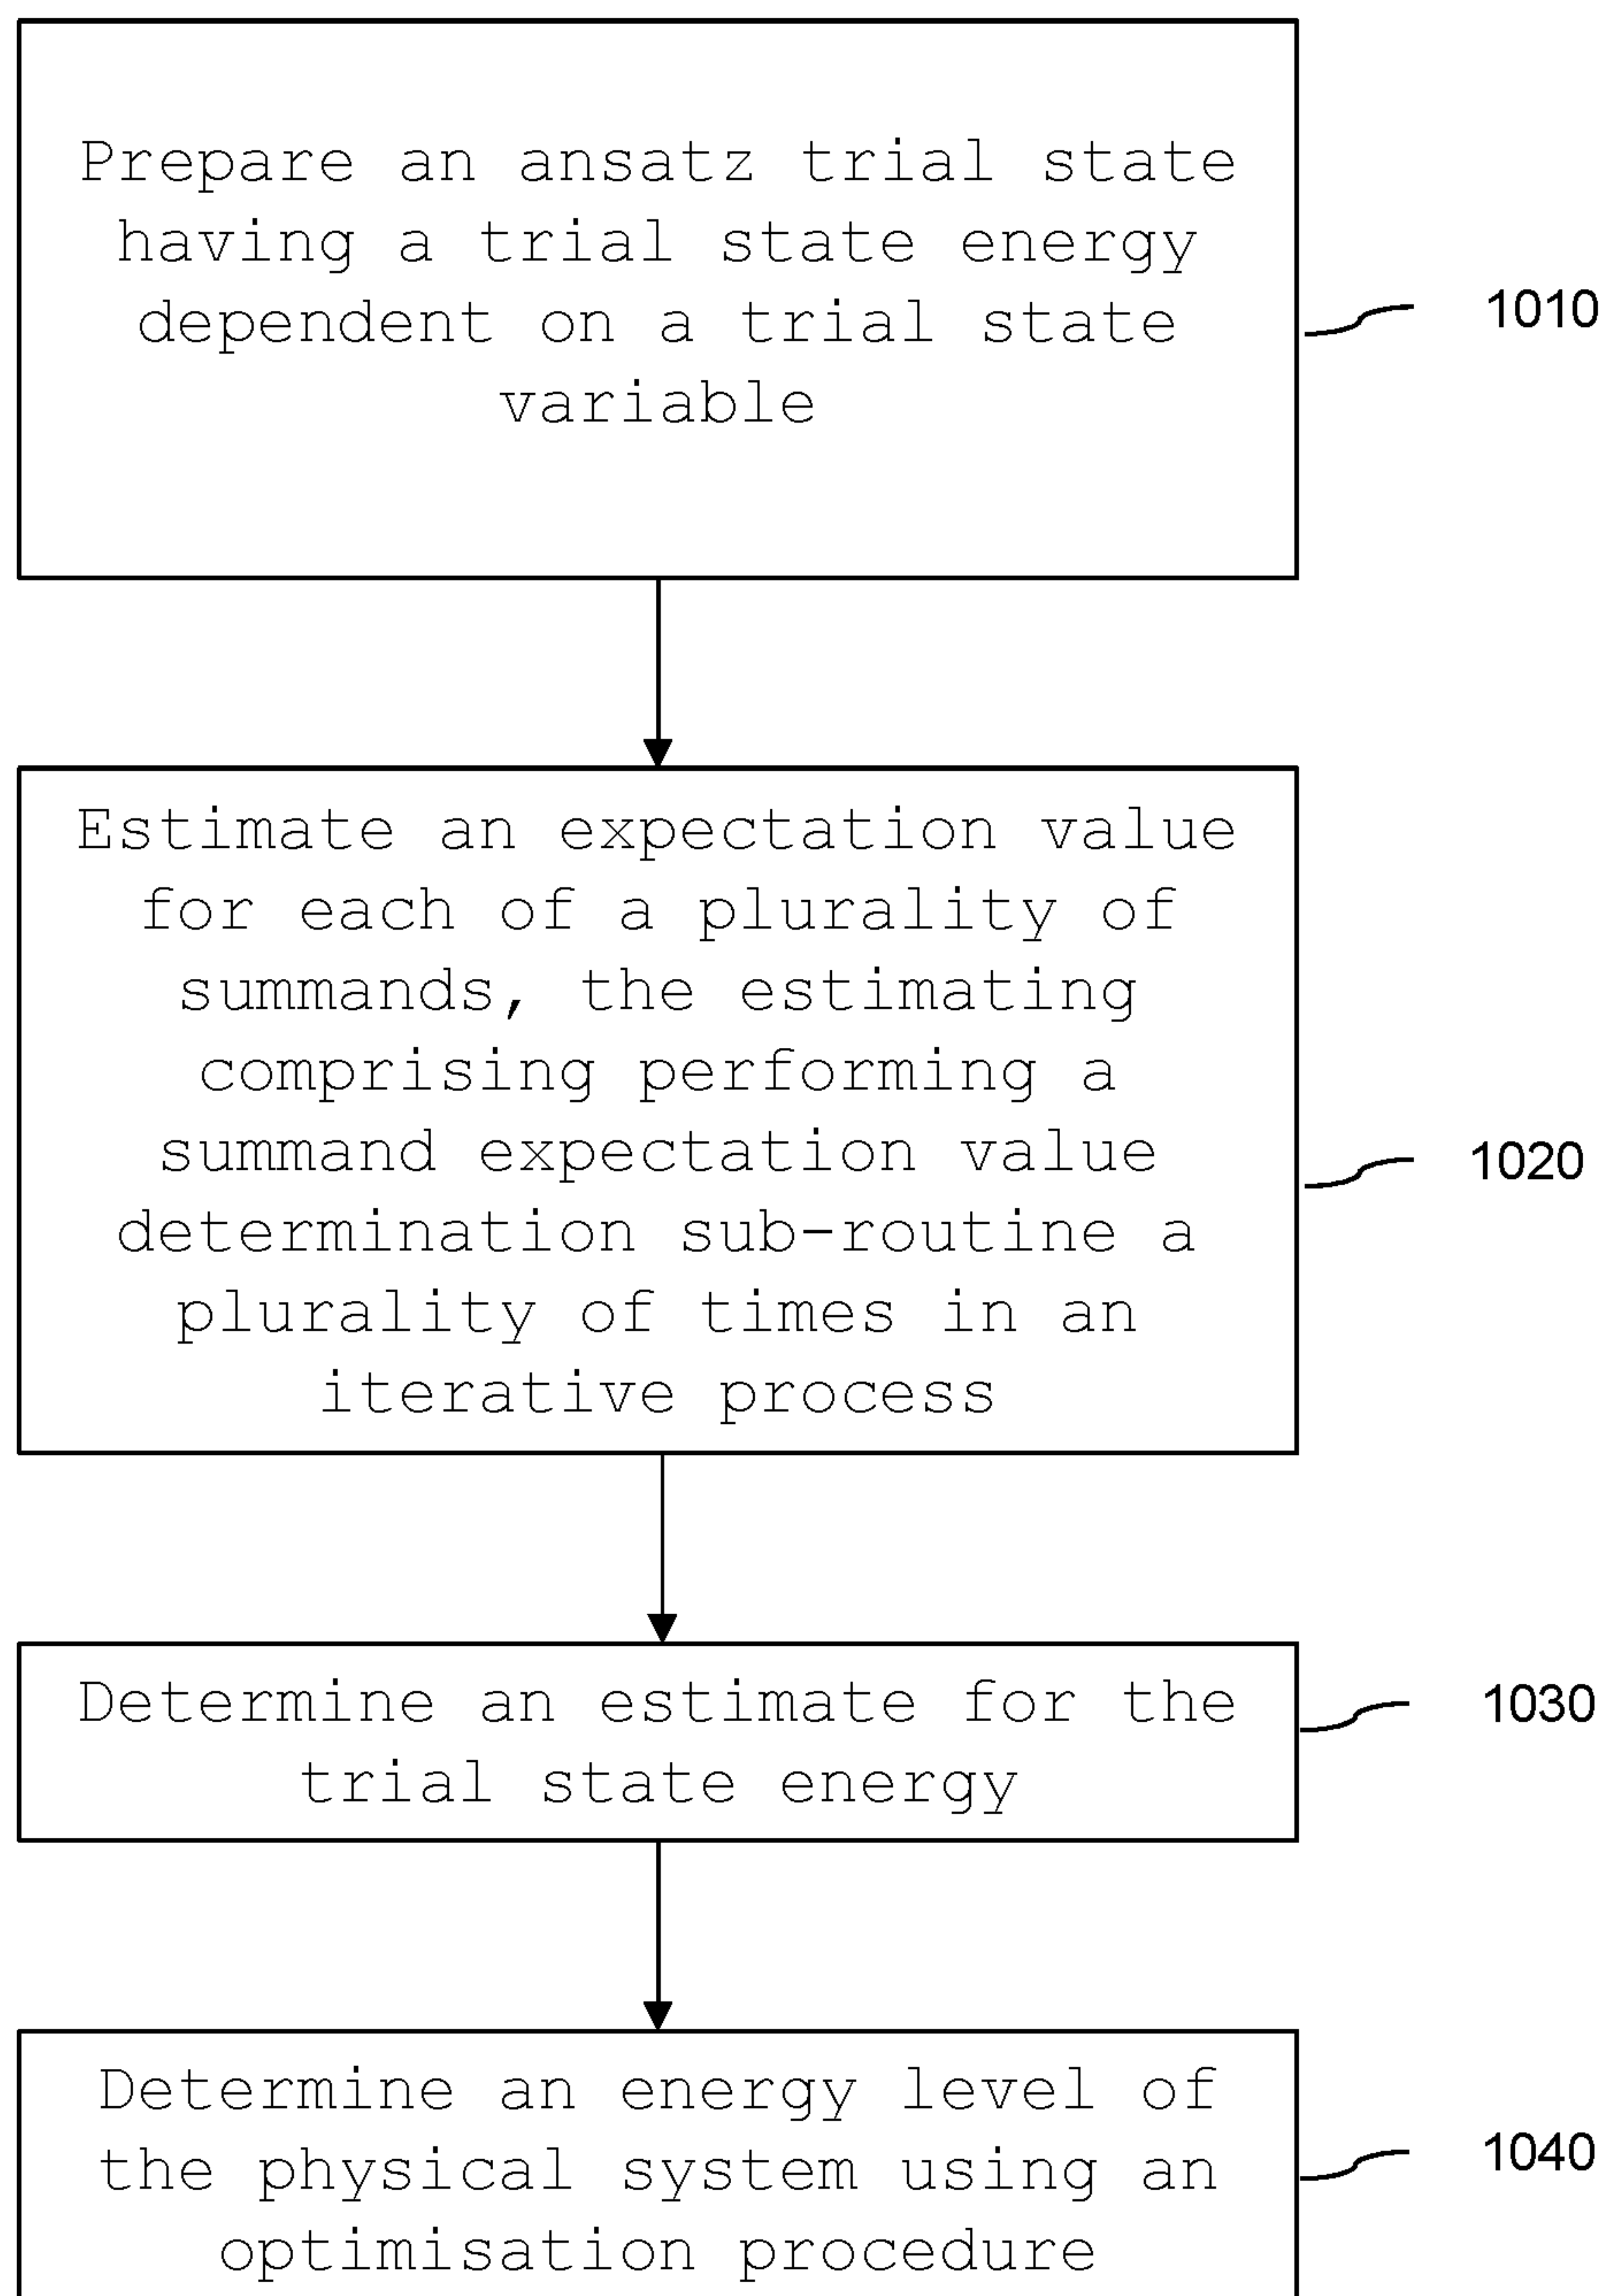 Prepare an ansatz trial state
having a trial state energy
dependent on a trial state
variable
1010
Estimate an expectation value
for each of a plurality of
summands, the estimating
comprising performing a
summand expectation value
determination sub-routine a
plurality of times in an
iterative process
1020
Determine an estimate for the
trial state energy
1030
Determine an energy level of
the physical system using an
optimisation procedure
1040